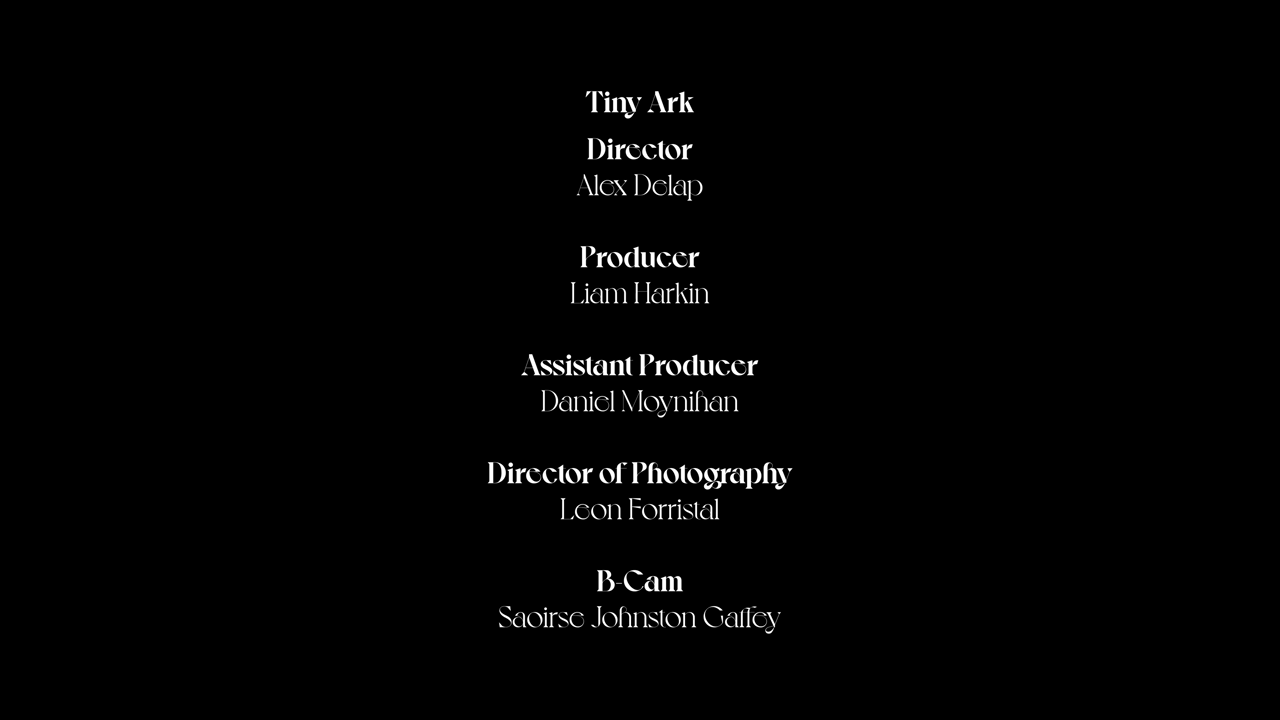 Tiny Ark
Director
Alex Delap
Producer
Liam Harkin
Assistant Producer
Daniel Moynihan
Director of Photography
Leon Forristal
B-Cam
Saoirse Johnston Gaffey